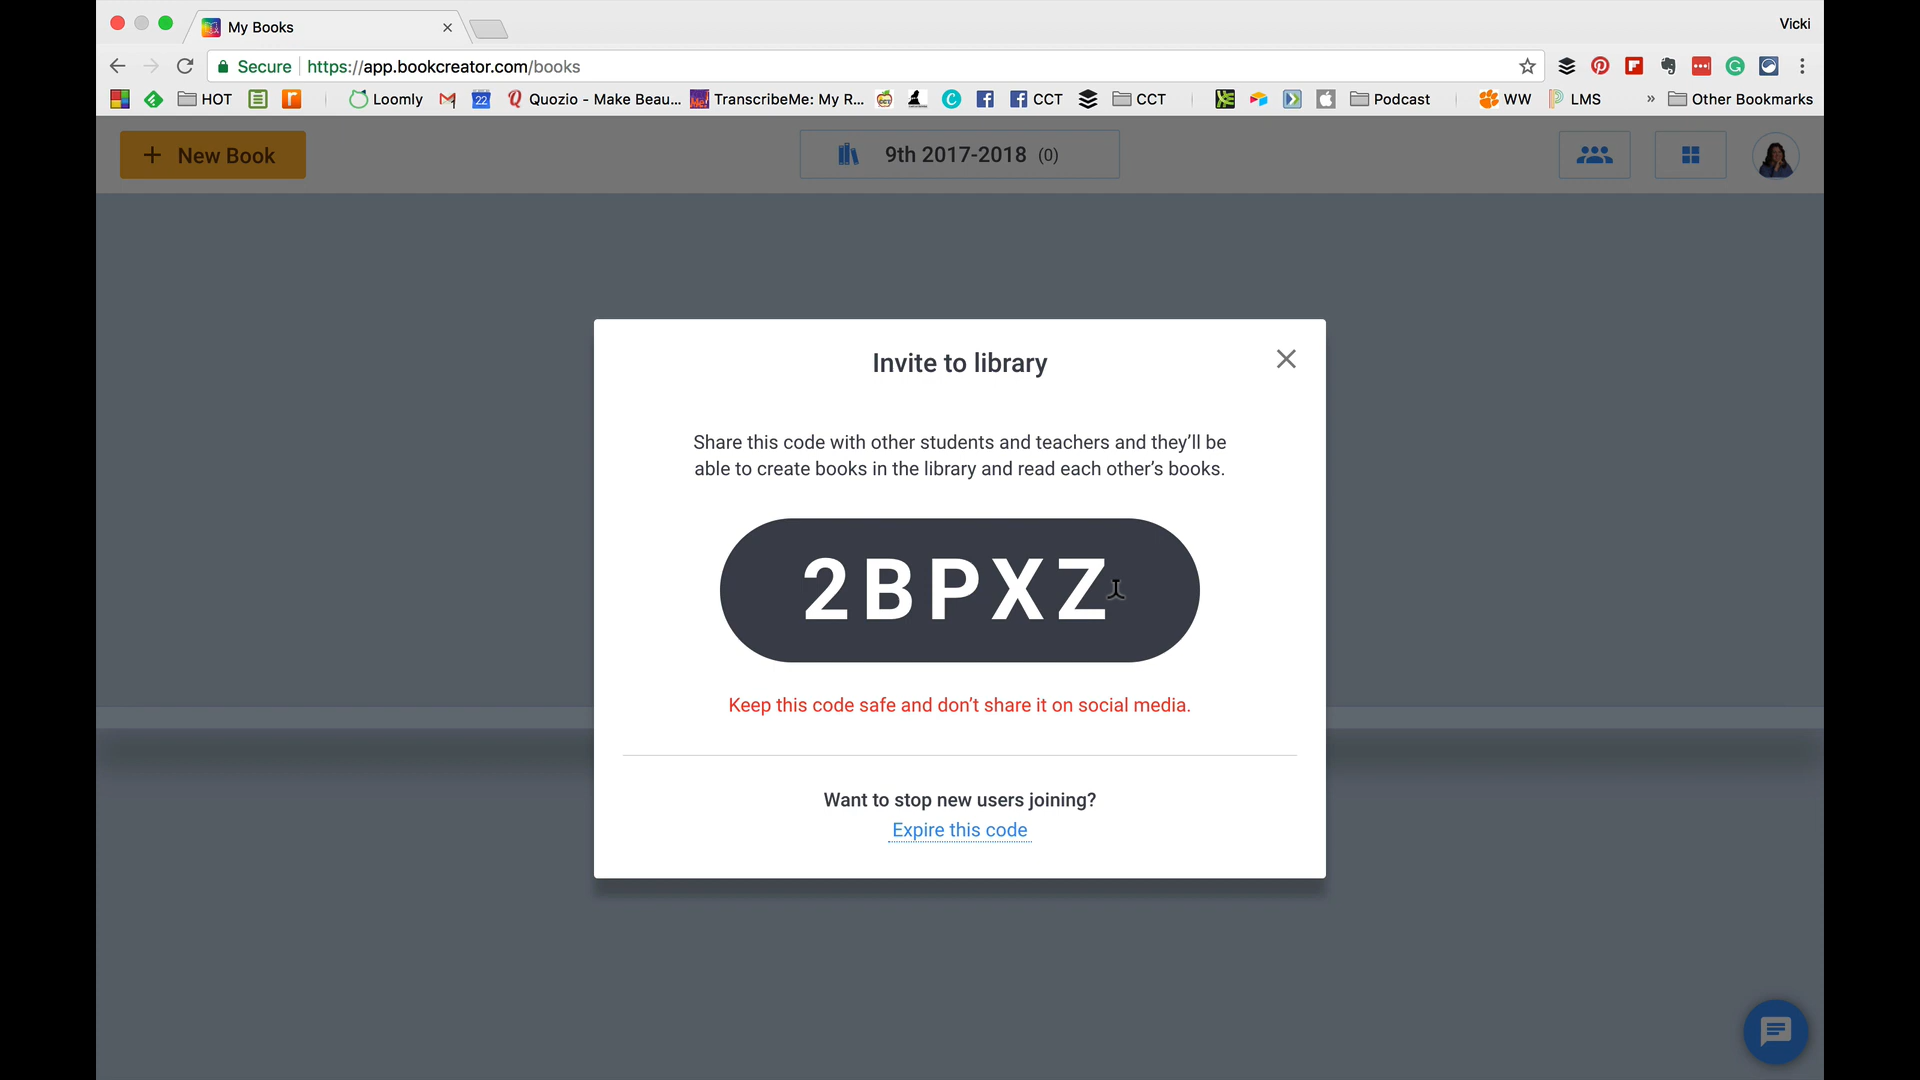 My Books
Vicki
Secure https://app.bookcreator.com/books
HOT Loomly 22 Quozio - Make Beau... TranscribeMe: My R... CCT CCT Podcast WW LMS » Other Bookmarks
+ New Book
9th 2017-2018 (0)
Invite to library
Share this code with other students and teachers and they'll be
able to create books in the library and read each other's books.
2BPXZ
Keep this code safe and don't share it on social media.
Want to stop new users joining?
Expire this code